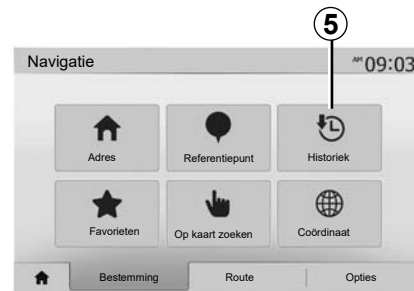 5
Navigatie AM 09:03
Adres Referentiepunt Historiek
Favorieten Op kaart zoeken Coördinaat
Bestemming Route Opties